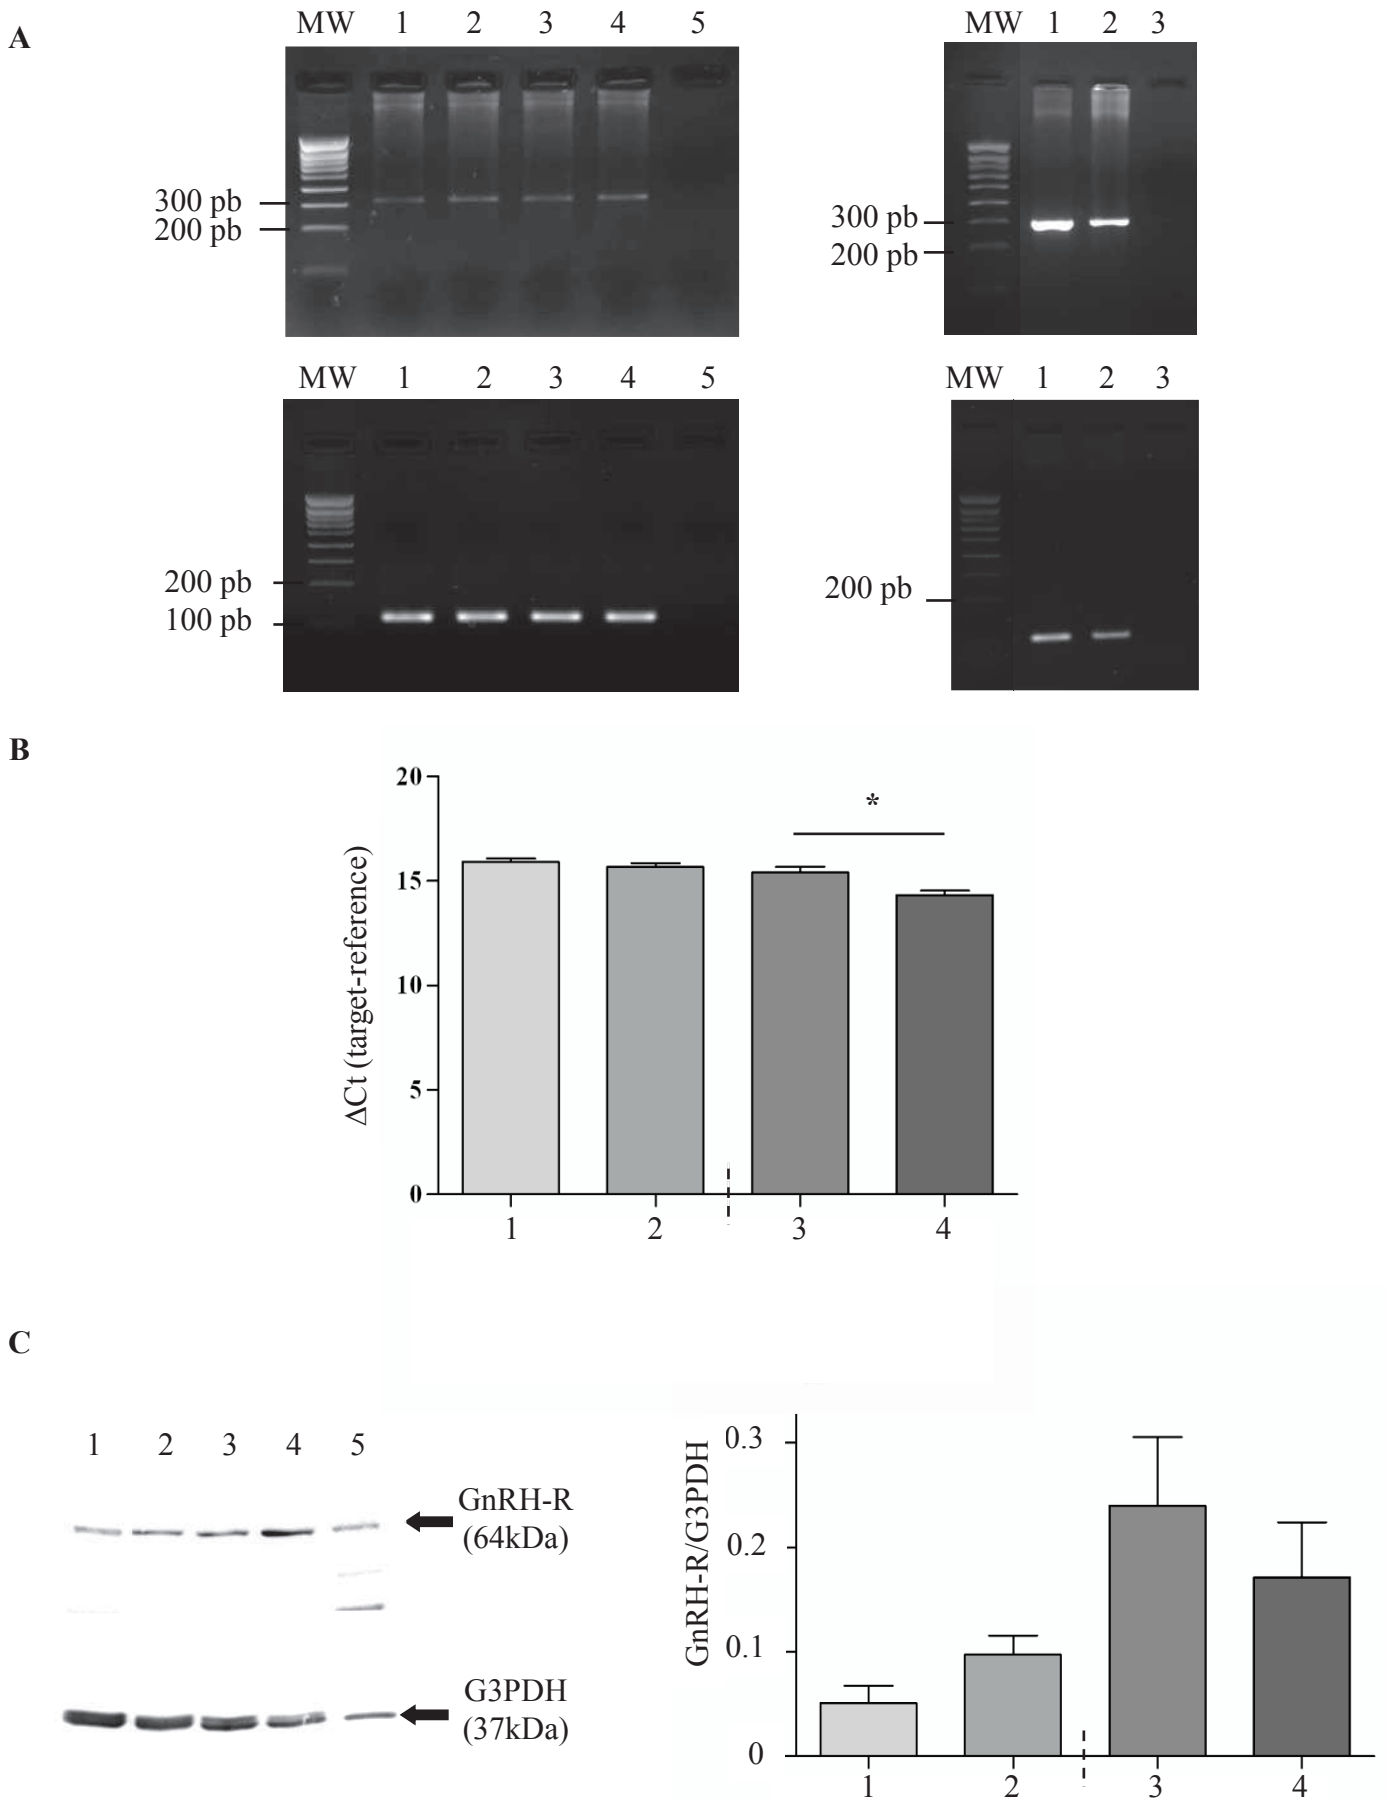 A
MW 1 2 3 4 5
300 pb
200 pb
MW 1 2 3
300 pb
200 pb
MW 1 2 3 4 5
200 pb
100 pb
MW 1 2 3
200 pb
B
*
ΔCt (target-reference)
20
15
10
5
0
1 2 3 4
C
1 2 3 4 5
GnRH-R
(64kDa)
G3PDH
(37kDa)
GnRH-R/G3PDH
0.3
0.2
0.1
0
1 2 3 4